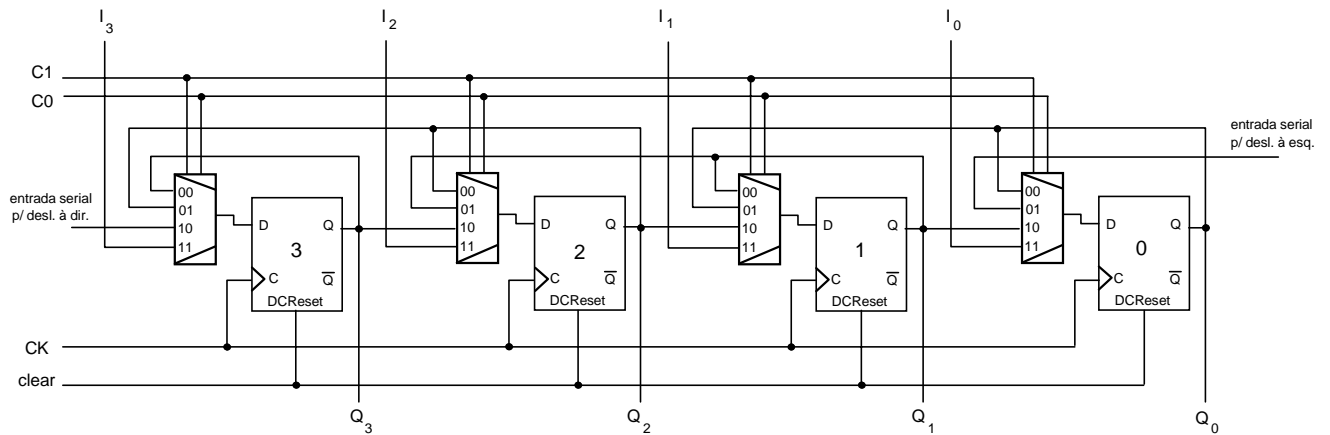 I3 I2 I1 I0
C1
C0
entrada serial
p/ desl. à esq.
entrada serial
p/ desl. à dir.
00
01
10
11
D Q
3
C Q
DCReset
00
01
10
11
D Q
2
C Q
DCReset
00
01
10
11
D Q
1
C Q
DCReset
00
01
10
11
D Q
0
C Q
DCReset
CK
clear
Q3 Q2 Q1 Q0